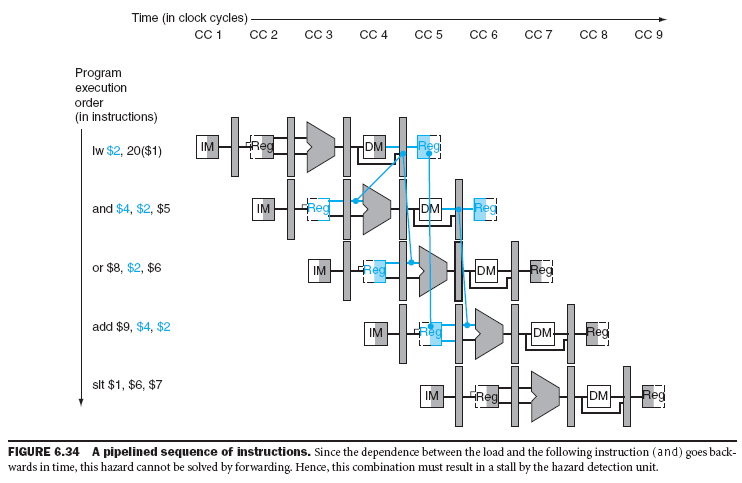 Time (in clock cycles)
CC 1 CC 2 CC 3 CC 4 CC 5 CC 6 CC 7 CC 8 CC 9
Program
execution
order
(in instructions)
lw $2, 20($1)
IM Reg DM Reg
and $4, $2, $5
IM Reg DM Reg
or $8, $2, $6
IM Reg DM Reg
add $9, $4, $2
IM Reg DM Reg
slt $1, $6, $7
IM Reg DM Reg
FIGURE 6.34 A pipelined sequence of instructions. Since the dependence between the load and the following instruction (and) goes back-
wards in time, this hazard cannot be solved by forwarding. Hence, this combination must result in a stall by the hazard detection unit.